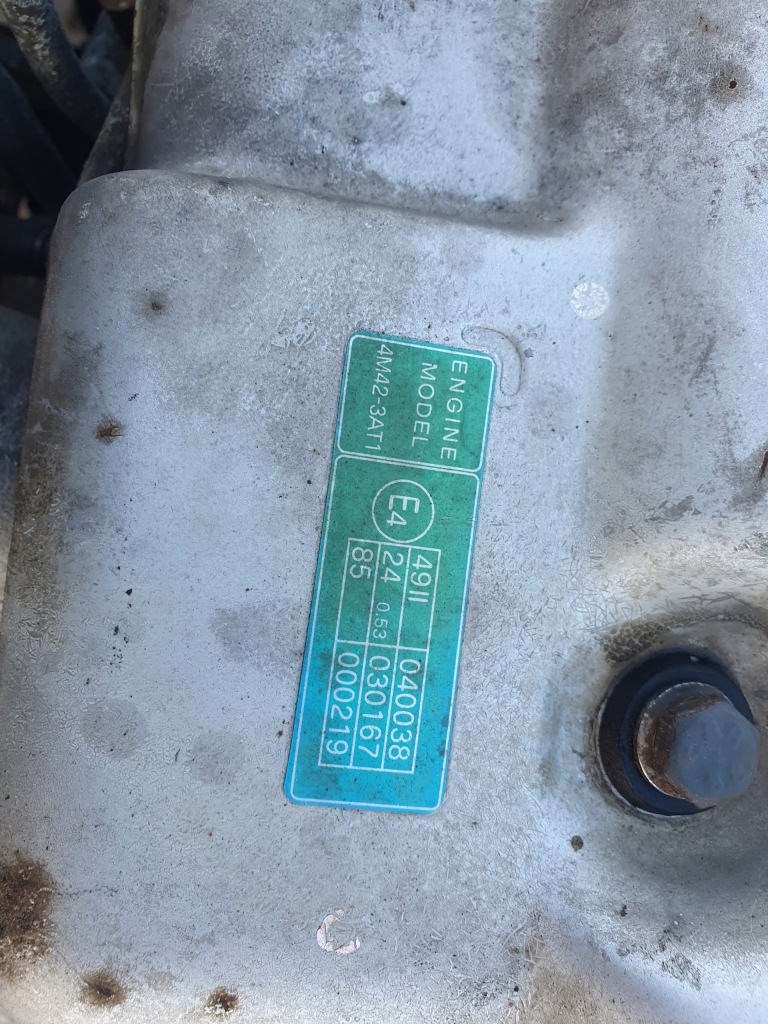 ENGINE
MODEL
4M42-3AT1
E4
49II 040038
24 0.53 030167
85 000219